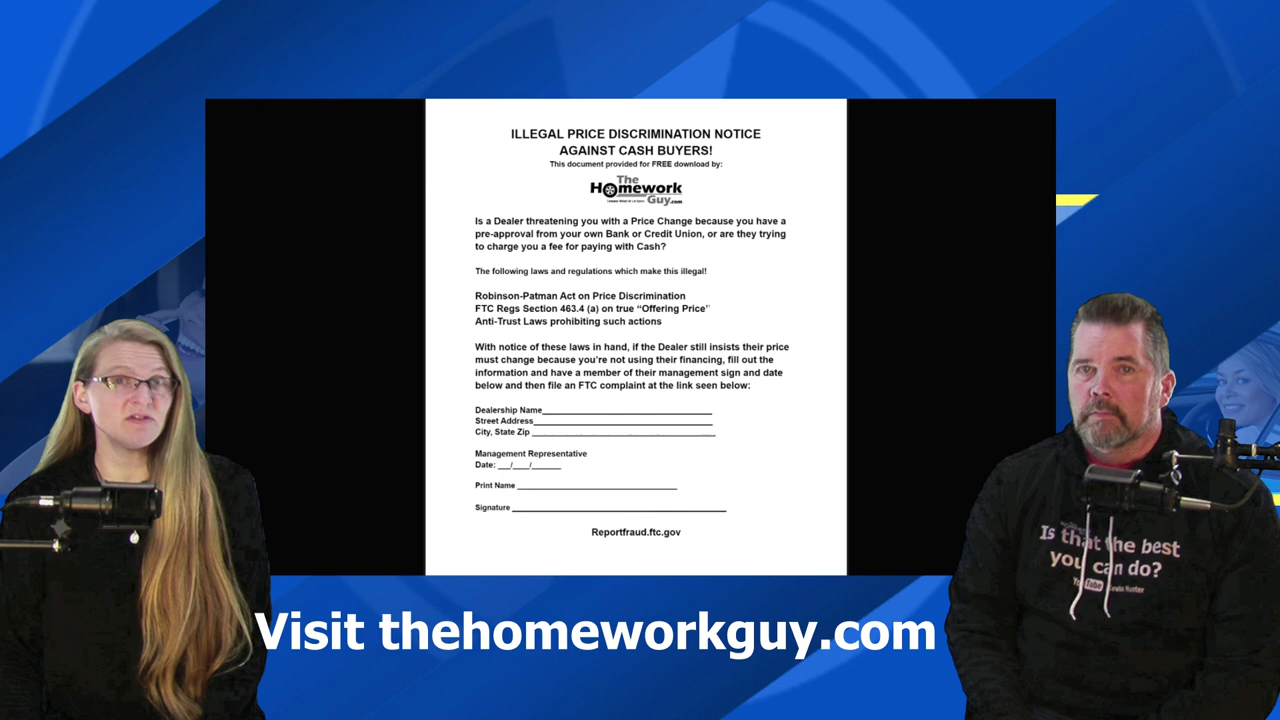 ILLEGAL PRICE DISCRIMINATION NOTICE
AGAINST CASH BUYERS!
This document provided for FREE download by:
The
Homework
Guy.com
Is a Dealer threatening you with a Price Change because you have a
pre-approval from your own Bank or Credit Union, or are they trying
to charge you a fee for paying with Cash?
The following laws and regulations which make this illegal!
Robinson-Patman Act on Price Discrimination
FTC Regs Section 463.4 (a) on true “Offering Price”
Anti-Trust Laws prohibiting such actions
With notice of these laws in hand, if the Dealer still insists their price
must change because you’re not using their financing, fill out the
information and have a member of their management sign and date
below and then file an FTC complaint at the link seen below:
Dealership Name
Street Address
City, State Zip
Management Representative
Date: ___/____/_______
Print Name
Signature
Reportfraud.ftc.gov
Is that the best
you can do?
YouTube Kevin Hunter
Visit thehomeworkguy.com